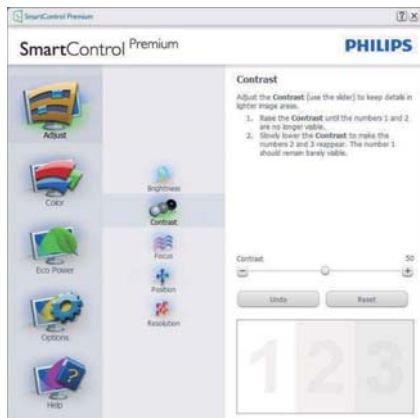 SmartControl Premium
SmartControl Premium
PHILIPS
Adjust
Color
Eco Power
Options
Help
Brightness
Contrast
Focus
Position
Resolution
Contrast
Adjust the Contrast (use the slider) to keep details in
lighter image areas.
1. Raise the Contrast until the numbers 1 and 2
are no longer visible.
2. Slowly lower the Contrast to make the
numbers 2 and 3 reappear. The number 1
should remain barely visible.
Contrast 50
Undo Reset
1 2 3